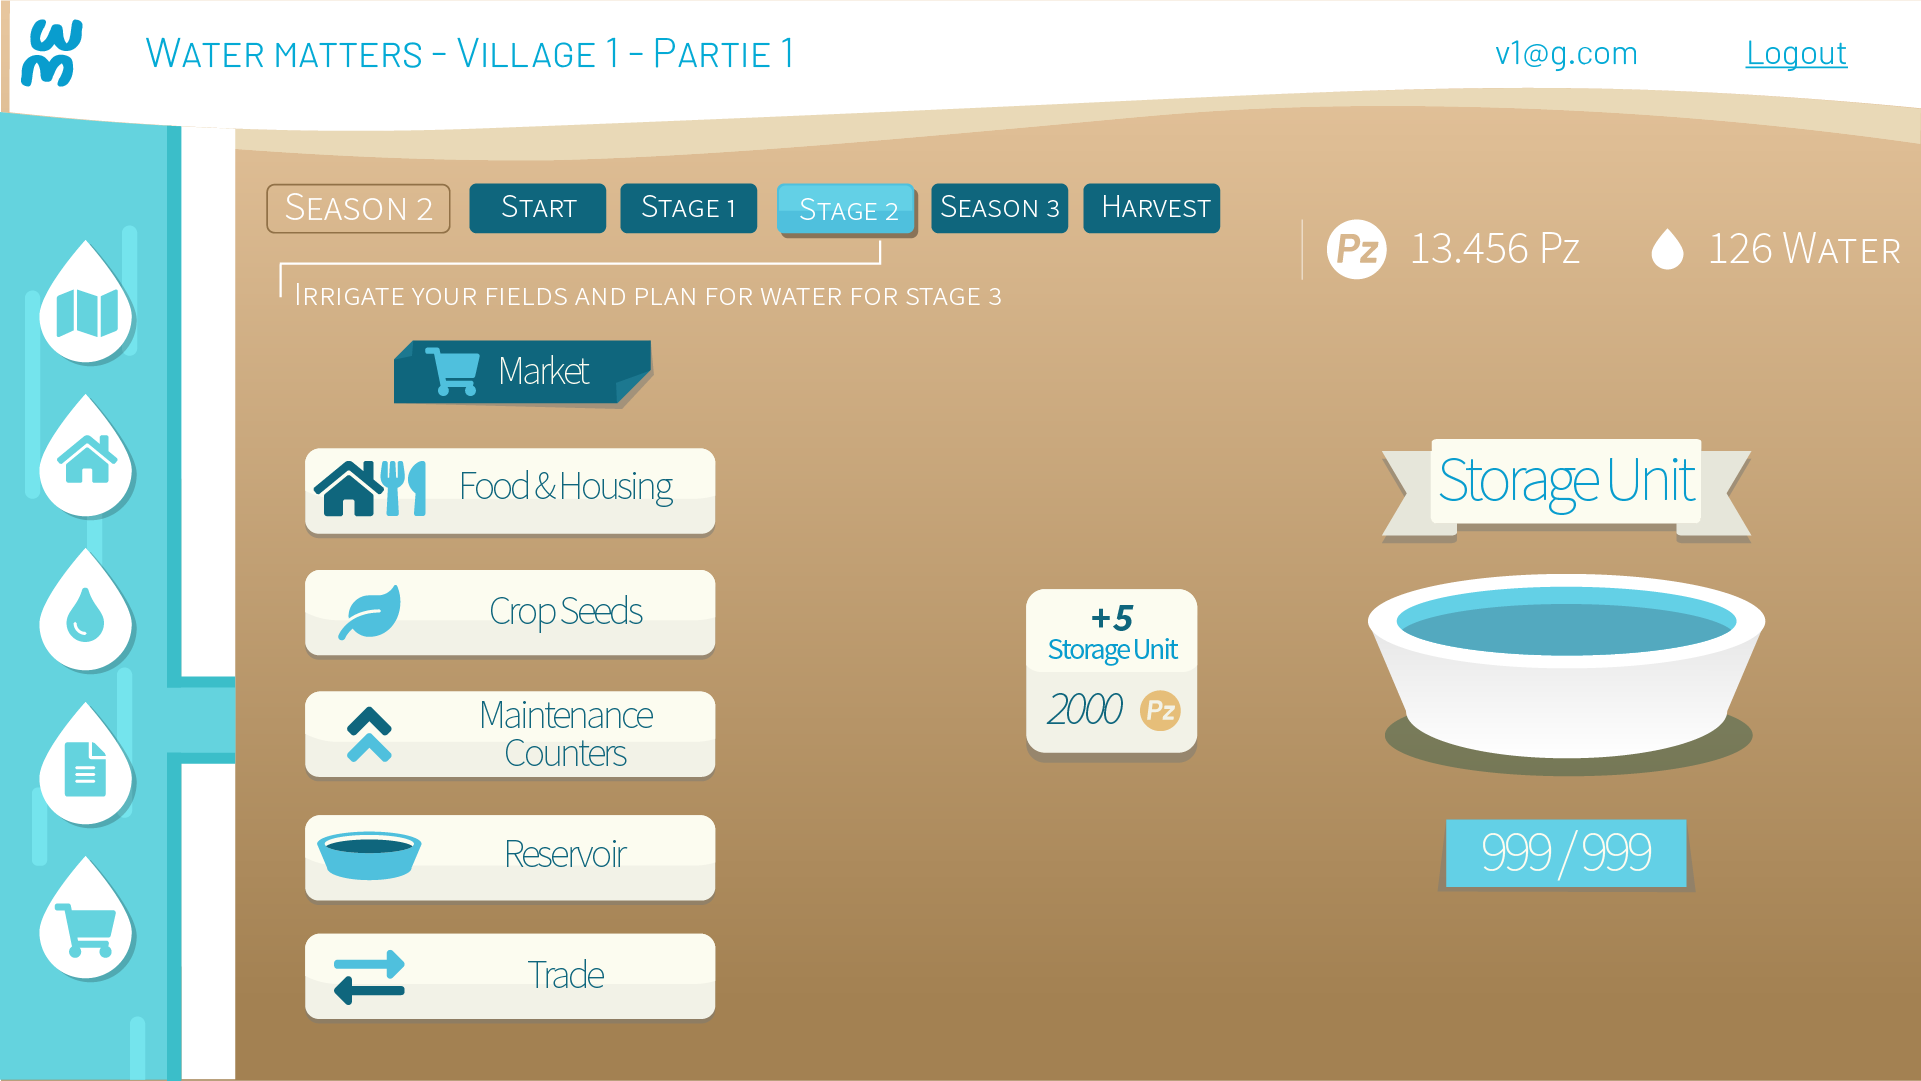 WM
WATER MATTERS - VILLAGE 1 - PARTIE 1
v1@g.com
Logout
SEASON 2
START
STAGE 1
STAGE 2
SEASON 3
HARVEST
Pz
13.456 Pz
126 WATER
IRRIGATE YOUR FIELDS AND PLAN FOR WATER FOR STAGE 3
Market
Food & Housing
Storage Unit
Crop Seeds
+5
Storage Unit
2000 Pz
Maintenance
Counters
Reservoir
999 / 999
Trade